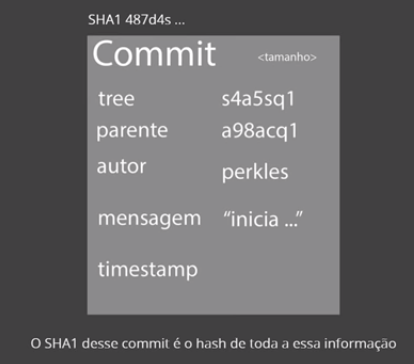 SHA1 487d4s ...
Commit <tamanho>
tree s4a5sq1
parente a98acq1
autor perkles
mensagem “inicia ...”
timestamp
O SHA1 desse commit é o hash de toda a essa informação